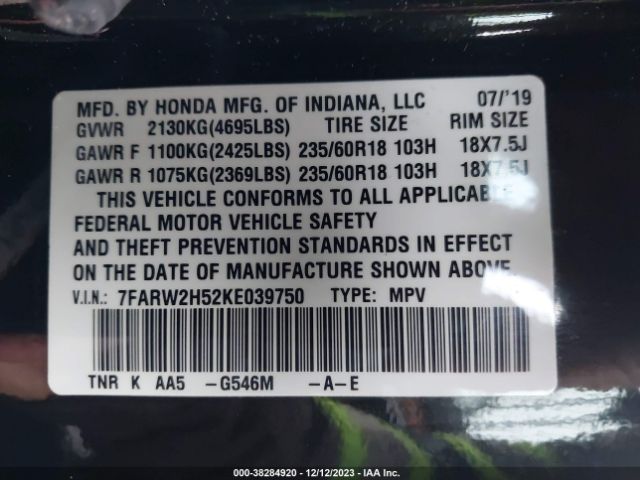 MFD. BY HONDA MFG. OF INDIANA, LLC 07/'19
GVWR 2130KG(4695LBS) TIRE SIZE RIM SIZE
GAWR F 1100KG(2425LBS) 235/60R18 103H 18X7.5J
GAWR R 1075KG(2369LBS) 235/60R18 103H 18X7.5J
THIS VEHICLE CONFORMS TO ALL APPLICABLE
FEDERAL MOTOR VEHICLE SAFETY
AND THEFT PREVENTION STANDARDS IN EFFECT
ON THE DATE OF MANUFACTURE SHOWN ABOVE.
V.I.N.: 7FARW2H52KE039750 TYPE: MPV
TNR K AA5 -G546M -A-E
000-38284920 - 12/12/2023 - IAA Inc.